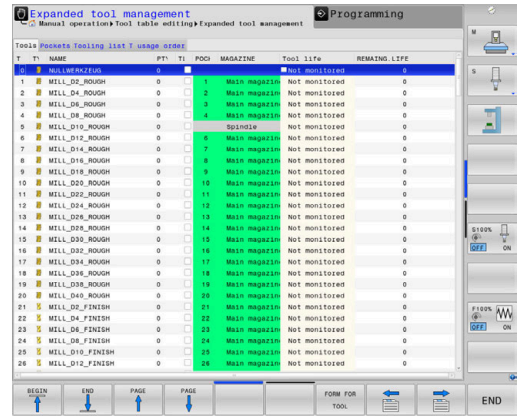 Expanded tool management
Programming
Manual operation Tool table editing Expanded tool management
Tools Pockets Tooling list T usage order
T NAME PTY TL POCK MAGAZINE Tool life REMAING.LIFE
0 NULLWERKZEUG 0 Not monitored 0
1 MILL_D2_ROUGH 0 1 Main magazin Not monitored 0
2 MILL_D4_ROUGH 0 2 Main magazin Not monitored 0
3 MILL_D6_ROUGH 0 3 Main magazin Not monitored 0
4 MILL_D8_ROUGH 0 4 Main magazin Not monitored 0
5 MILL_D10_ROUGH 0 Spindle Not monitored 0
6 MILL_D12_ROUGH 0 6 Main magazin Not monitored 0
7 MILL_D14_ROUGH 0 7 Main magazin Not monitored 0
8 MILL_D16_ROUGH 0 8 Main magazin Not monitored 0
9 MILL_D18_ROUGH 0 9 Main magazin Not monitored 0
10 MILL_D20_ROUGH 0 10 Main magazin Not monitored 0
11 MILL_D22_ROUGH 0 11 Main magazin Not monitored 0
12 MILL_D24_ROUGH 0 12 Main magazin Not monitored 0
13 MILL_D26_ROUGH 0 13 Main magazin Not monitored 0
14 MILL_D28_ROUGH 0 14 Main magazin Not monitored 0
15 MILL_D30_ROUGH 0 15 Main magazin Not monitored 0
16 MILL_D32_ROUGH 0 16 Main magazin Not monitored 0
17 MILL_D34_ROUGH 0 17 Main magazin Not monitored 0
18 MILL_D36_ROUGH 0 18 Main magazin Not monitored 0
19 MILL_D38_ROUGH 0 19 Main magazin Not monitored 0
20 MILL_D40_ROUGH 0 20 Main magazin Not monitored 0
21 MILL_D2_FINISH 0 21 Main magazin Not monitored 0
22 MILL_D4_FINISH 0 22 Main magazin Not monitored 0
23 MILL_D6_FINISH 0 23 Main magazin Not monitored 0
24 MILL_D8_FINISH 0 24 Main magazin Not monitored 0
25 MILL_D10_FINISH 0 25 Main magazin Not monitored 0
26 MILL_D12_FINISH 0 26 Main magazin Not monitored 0
M
S
S100%
OFF ON
F100%
OFF ON
BEGIN
END
PAGE
PAGE
FORM FOR
TOOL
END